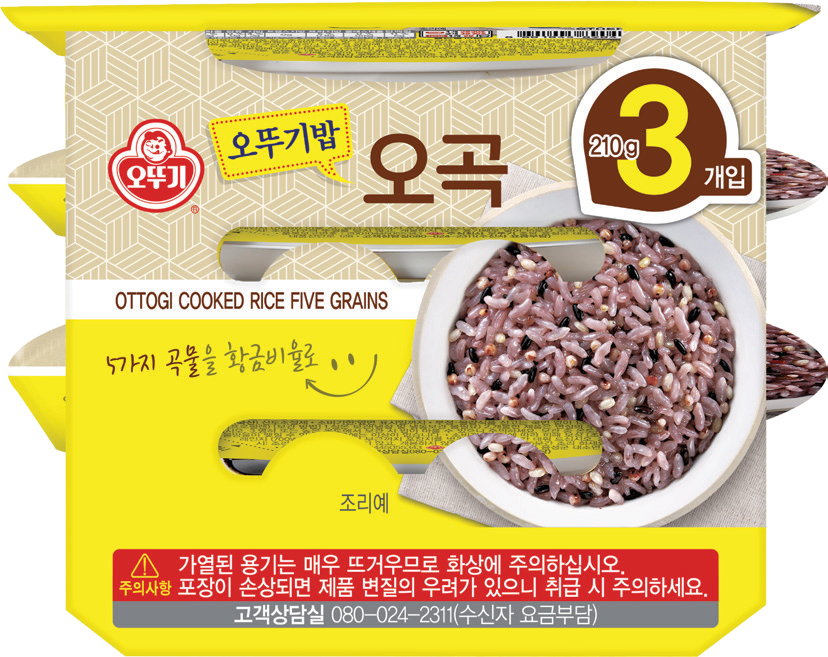 오뚜기
오뚜기밥
오곡
210g 3개입
OTTOGI COOKED RICE FIVE GRAINS
5가지 곡물을 황금비율로
조리예
주의사항
가열된 용기는 매우 뜨거우므로 화상에 주의하십시오.
포장이 손상되면 제품 변질의 우려가 있으니 취급 시 주의하세요.
고객상담실 080-024-2311(수신자 요금부담)